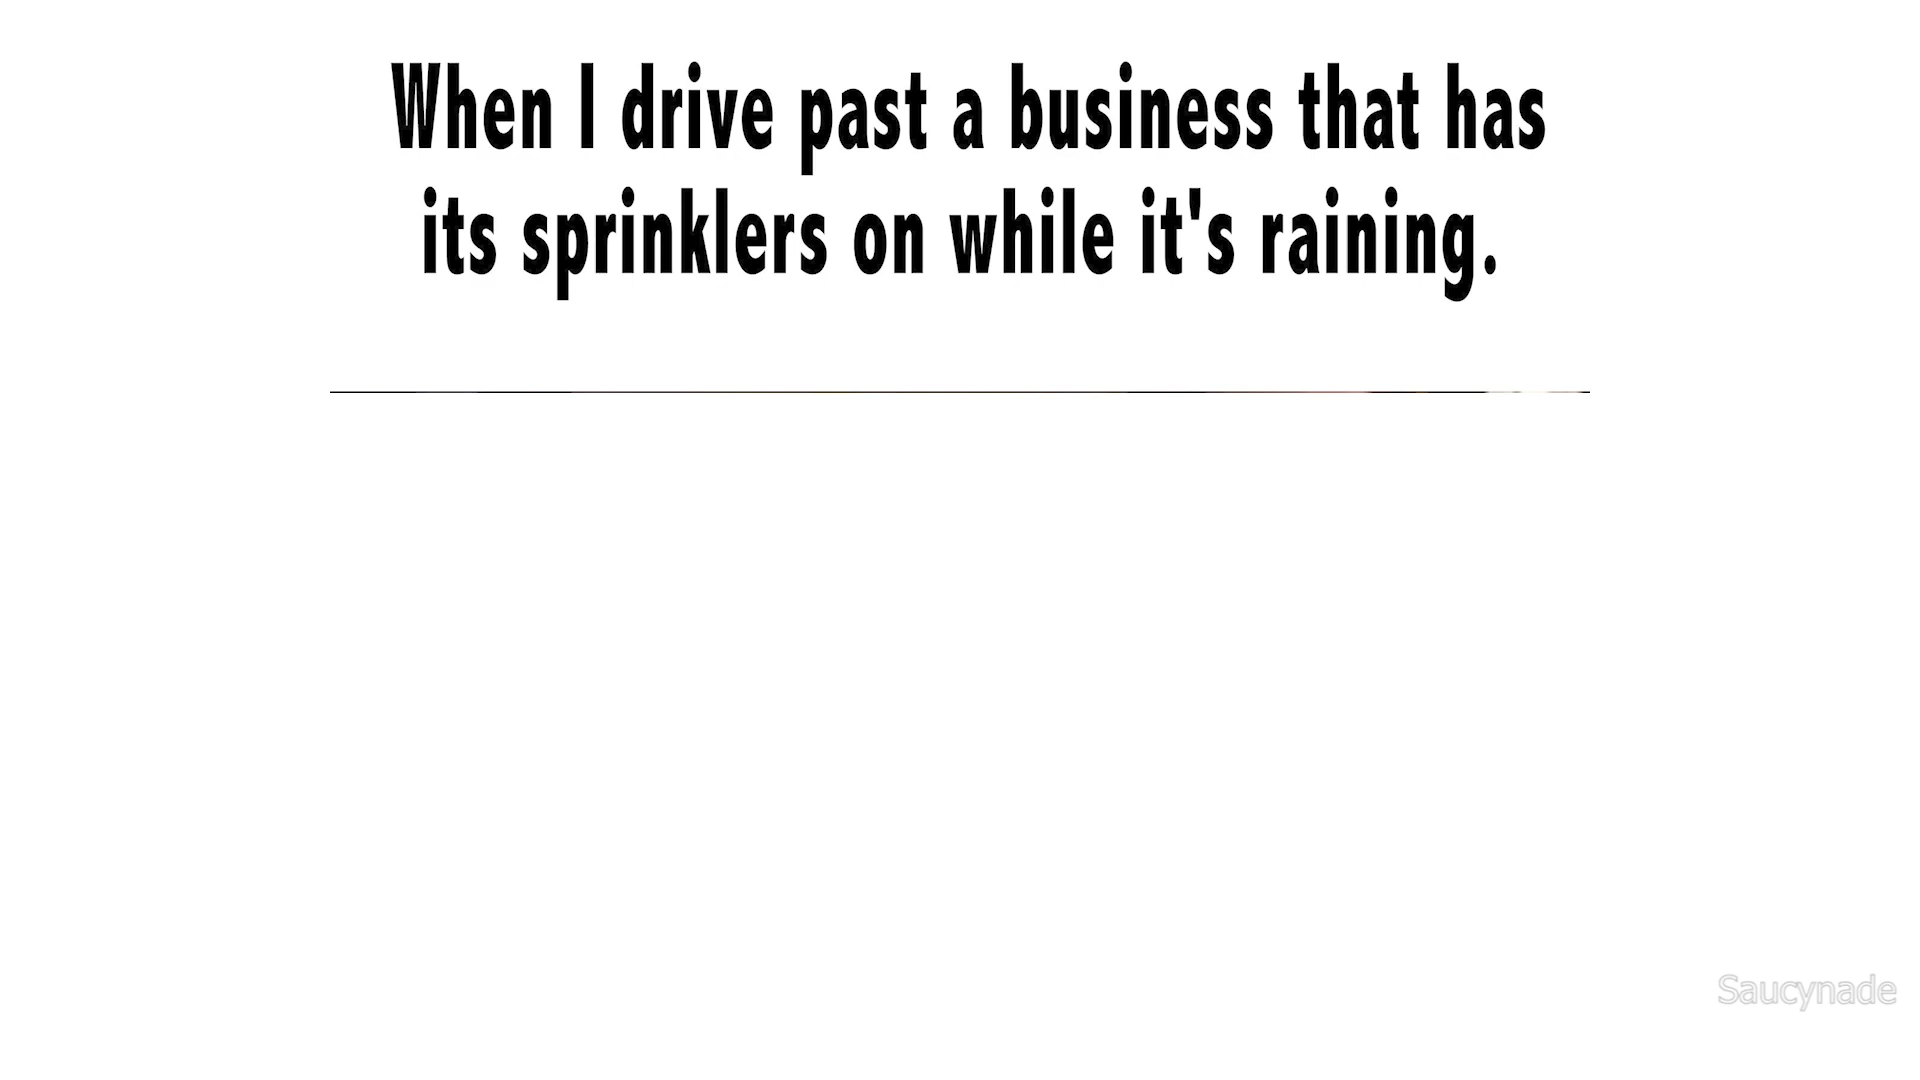 When I drive past a business that has
its sprinklers on while it's raining.
Saucynade